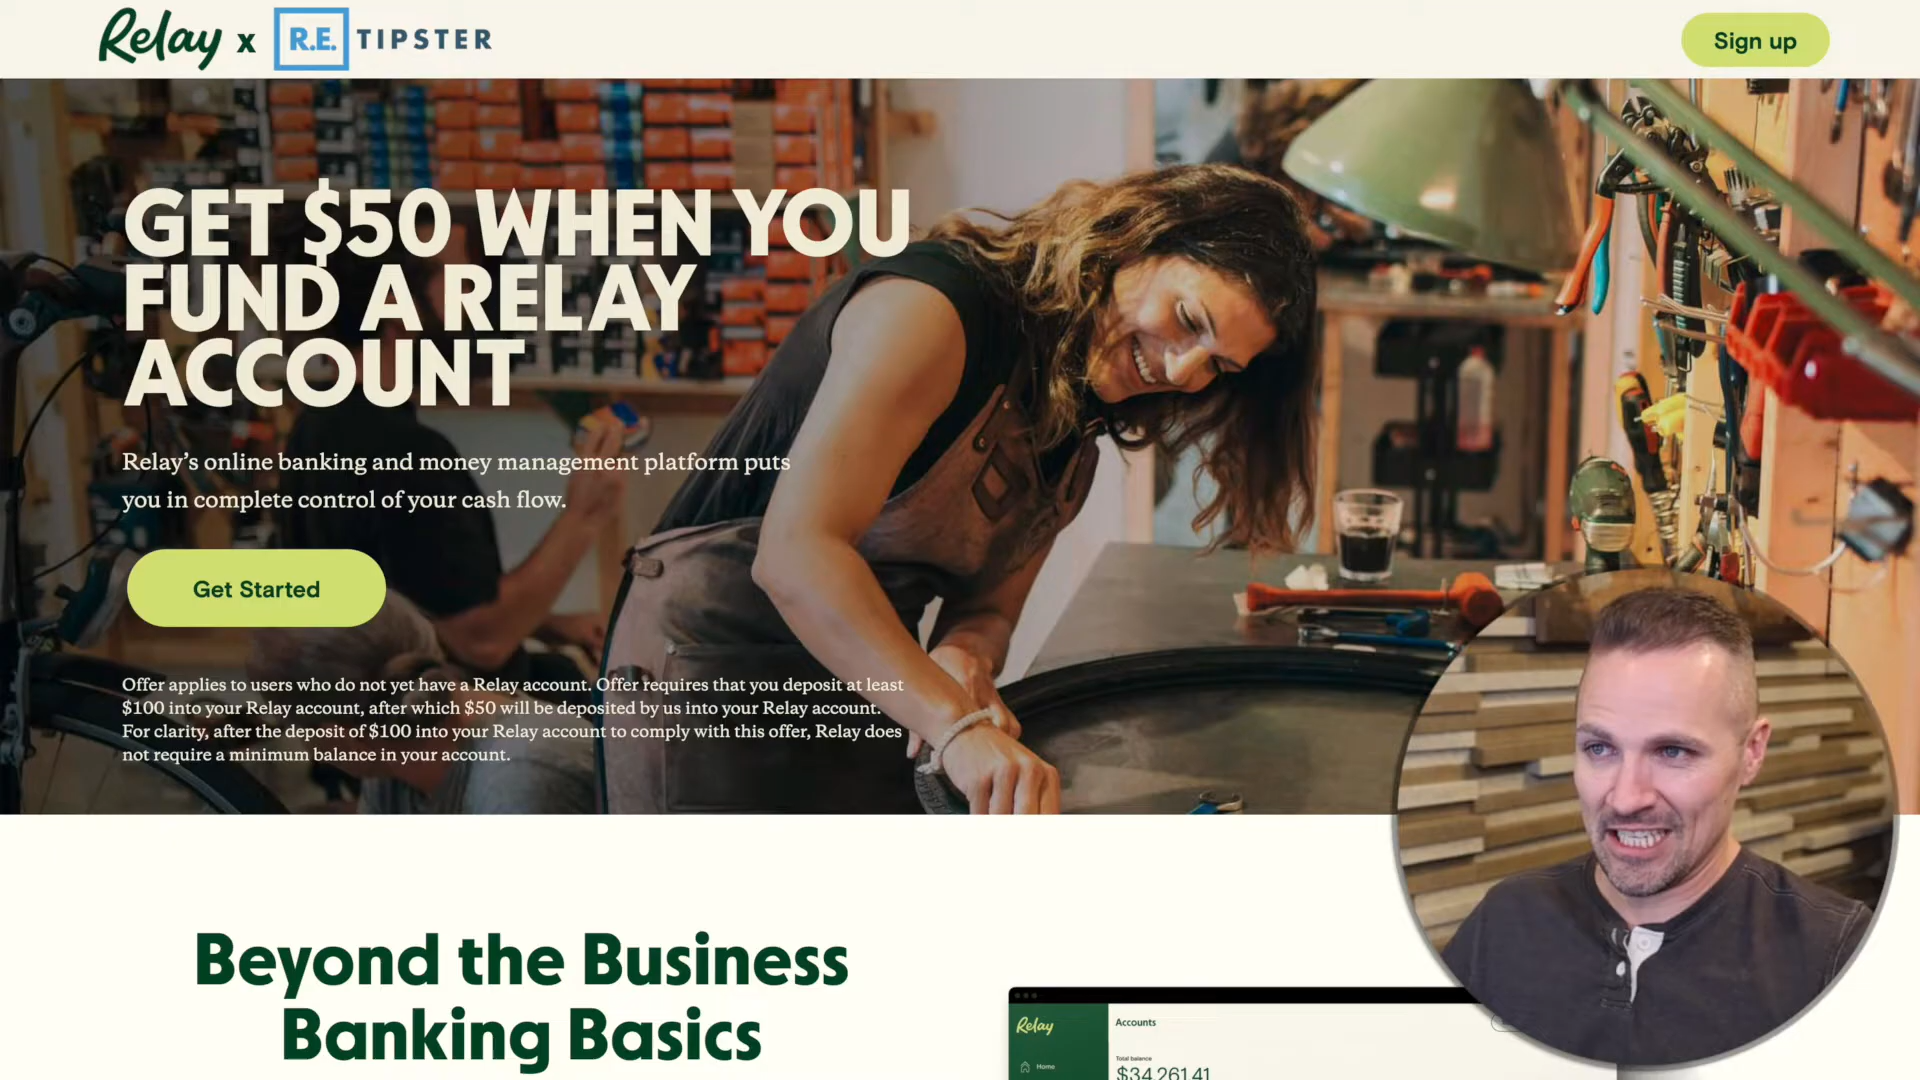 Relay x R.E. TIPSTER
Sign up
GET $50 WHEN YOU
FUND A RELAY
ACCOUNT
Relay’s online banking and money management platform puts
you in complete control of your cash flow.
Get Started
Offer applies to users who do not yet have a Relay account. Offer requires that you deposit at least
$100 into your Relay account, after which $50 will be deposited by us into your Relay account.
For clarity, after the deposit of $100 into your Relay account to comply with this offer, Relay does
not require a minimum balance in your account.
Beyond the Business
Banking Basics
Relay
Accounts
Total balance
Home
$34,261.41